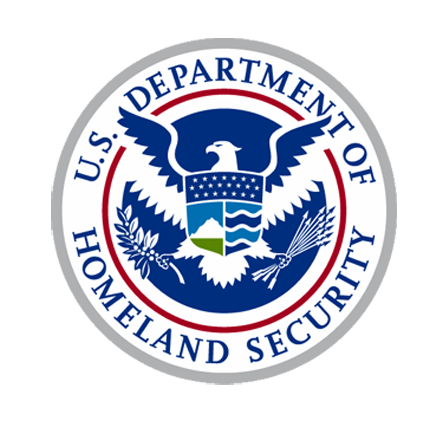 U.S. DEPARTMENT OF
HOMELAND SECURITY